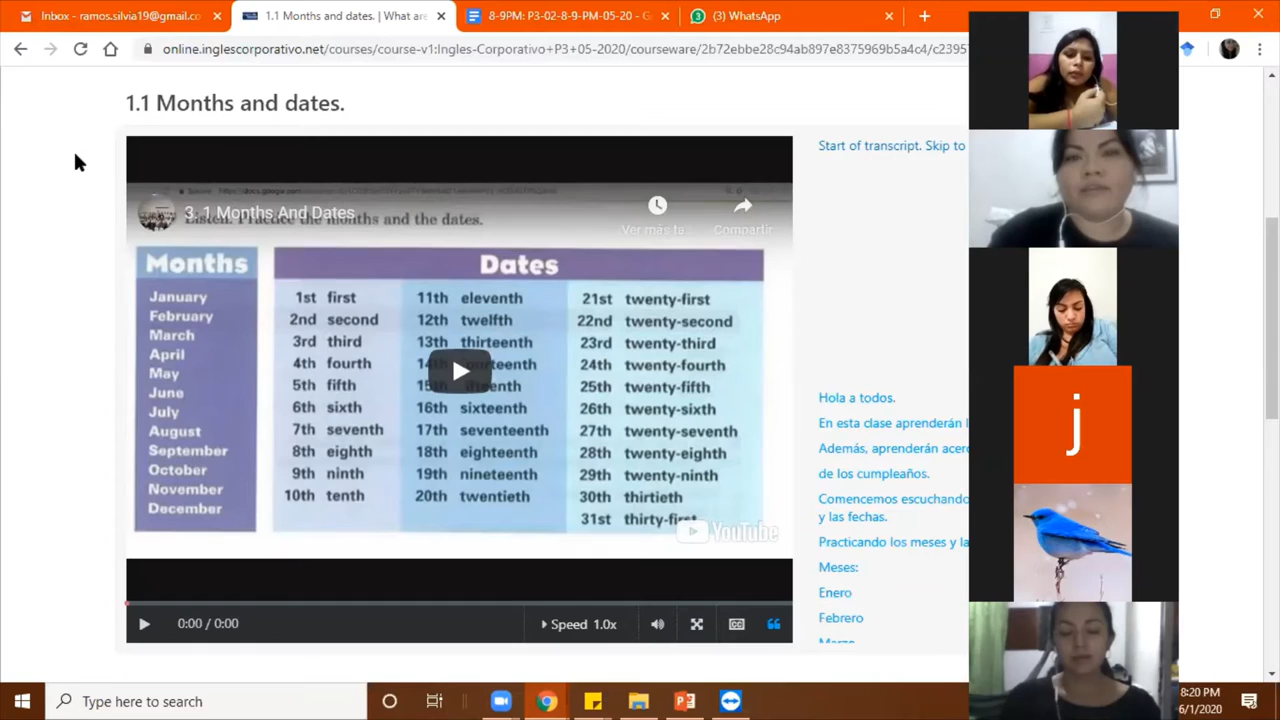 Inbox - ramos.silvia19@gmail.co
1.1 Months and dates. | What are
8-9PM: P3-02-8-9-PM-05-20 - G
(3) WhatsApp
online.inglescorporativo.net/courses/course-v1:Ingles-Corporativo+P3+05-2020/courseware/2b72ebbe28c94ab897e8375969b5a4c4/c2395
1.1 Months and dates.
Start of transcript. Skip to
3. 1 Months And Dates
Listen. Practice the months and the dates.
Ver más ta...
Compartir
Months
Dates
January
February
March
April
May
June
July
August
September
October
November
December
1st first
2nd second
3rd third
4th fourth
5th fifth
6th sixth
7th seventh
8th eighth
9th ninth
10th tenth
11th eleventh
12th twelfth
13th thirteenth
16th sixteenth
17th seventeenth
18th eighteenth
19th nineteenth
20th twentieth
21st twenty-first
22nd twenty-second
23rd twenty-third
24th twenty-fourth
25th twenty-fifth
26th twenty-sixth
27th twenty-seventh
28th twenty-eighth
29th twenty-ninth
30th thirtieth
31st thirty-first
YouTube
0:00 / 0:00
Speed 1.0x
Hola a todos.
En esta clase aprenderán
Además, aprenderán acerc
de los cumpleaños.
Comencemos escuchando
y las fechas.
Practicando los meses y la
Meses:
Enero
Febrero
Marzo
j
Type here to search
8:20 PM
6/1/2020